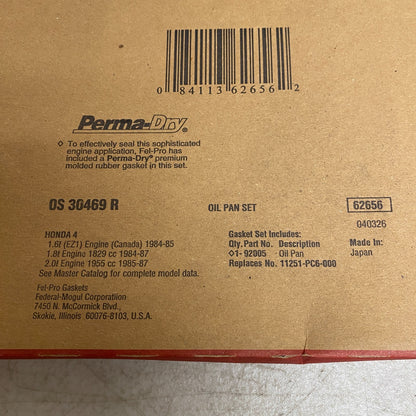 0 84113 62656 2
Perma-Dry®
◇ To effectively seal this sophisticated
engine application, Fel-Pro has
included a Perma-Dry® premium
molded rubber gasket in this set.
OS 30469 R OIL PAN SET 62656
040326
HONDA 4
1.6l (EZ1) Engine (Canada) 1984-85
1.8l Engine 1829 cc 1984-87
2.0l Engine 1955 cc 1985-87
See Master Catalog for complete model data.
Gasket Set Includes:
Qty. Part No. Description
◇1- 92005 - Oil Pan
Replaces No. 11251-PC6-000
Made in
Japan
Fel-Pro Gaskets
Federal-Mogul Corporatiion
7450 N. McCormick Blvd.
Skokie, Illinois 60076-8103, U.S.A.